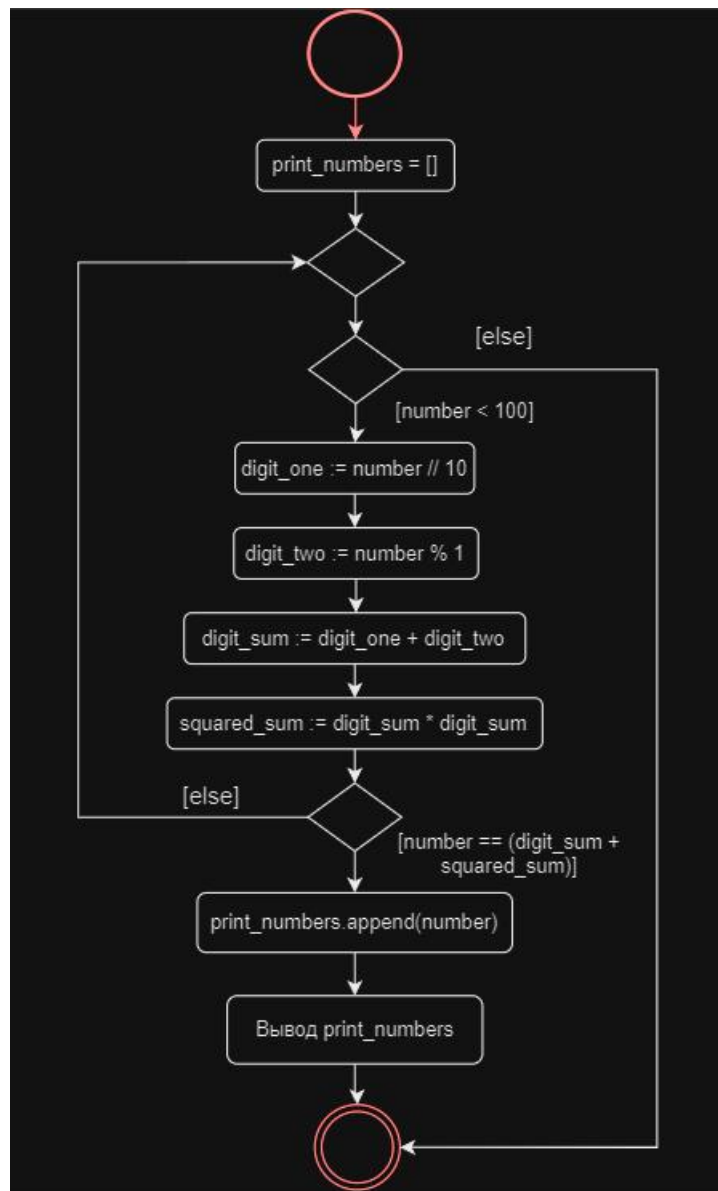 print_numbers = []
[else]
[number < 100]
digit_one := number // 10
digit_two := number % 1
digit_sum := digit_one + digit_two
squared_sum := digit_sum * digit_sum
[else]
[number == (digit_sum +
squared_sum)]
print_numbers.append(number)
Вывод print_numbers